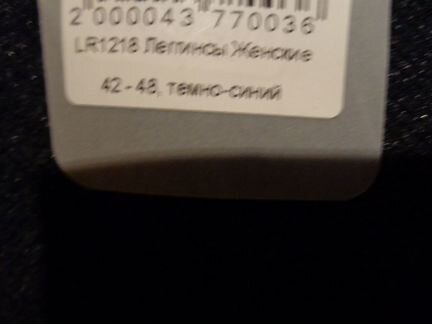 2 000043 770036
LR1218 Леггинсы Женские
42 - 48, темно-синий